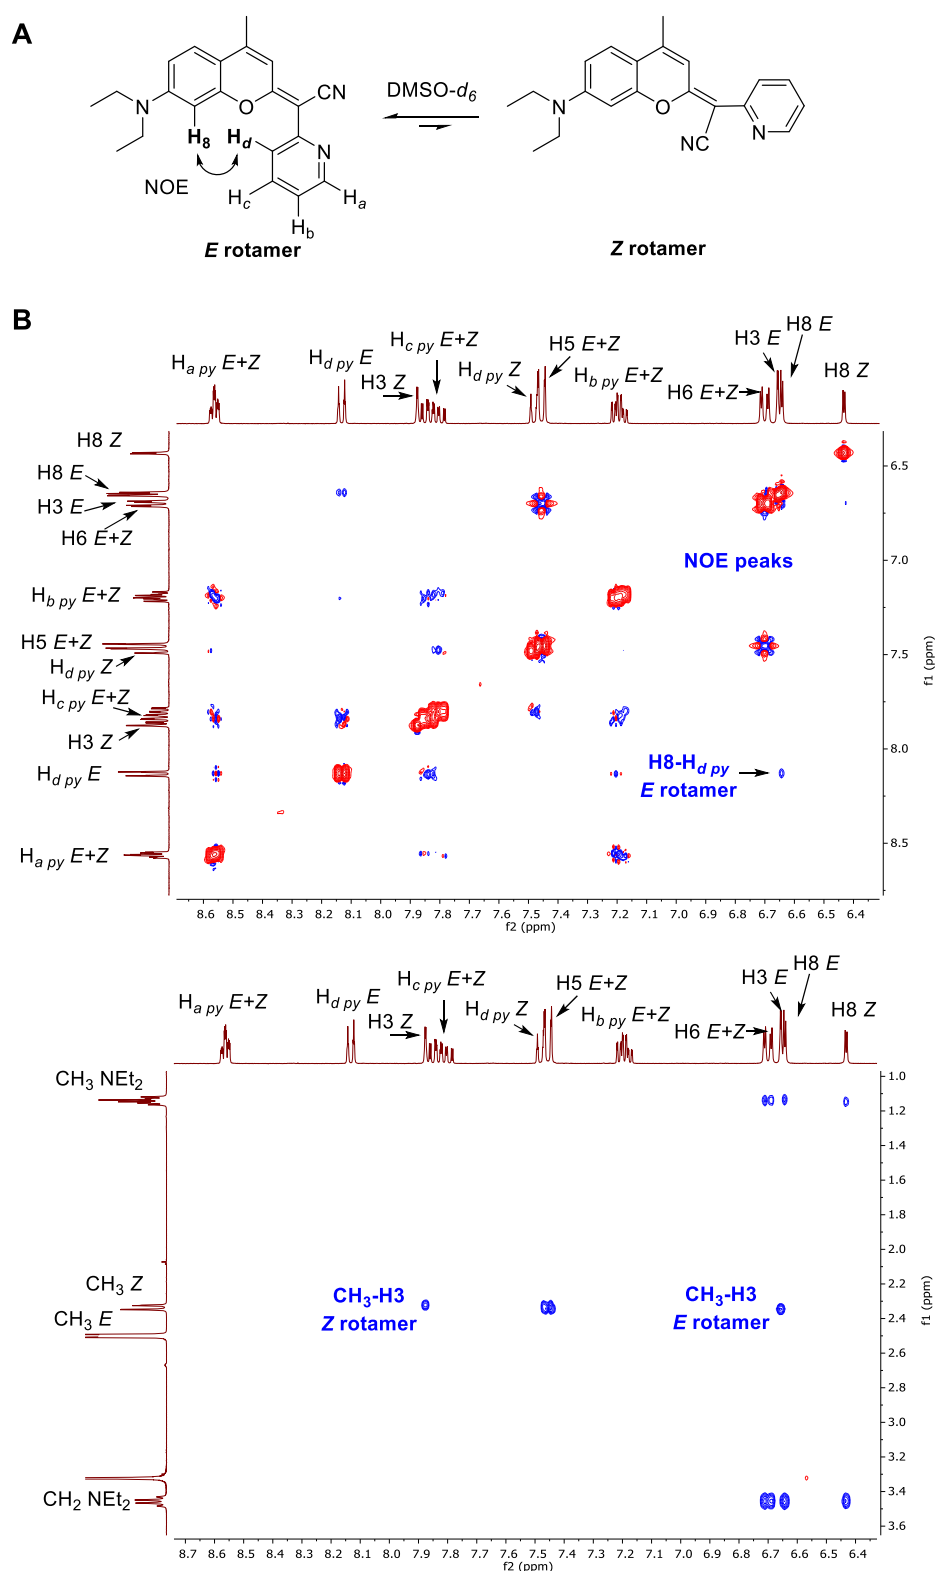 A
N
O
CN
H8
Hd
N
NOE
Hc
Ha
Hb
E rotamer
DMSO-d6
N
O
NC
N
Z rotamer
B
Ha py E+Z
Hd py E
H3 Z
Hc py E+Z
Hd py Z
H5 E+Z
Hb py E+Z
H3 E
H8 E
H6 E+Z
H8 Z
H8 Z
H8 E
H3 E
H6 E+Z
Hb py E+Z
H5 E+Z
Hd py Z
Hc py E+Z
H3 Z
Hd py E
Ha py E+Z
NOE peaks
H8-Hd py
E rotamer
6.5
7.0
7.5
8.0
8.5
f1 (ppm)
8.6 8.5 8.4 8.3 8.2 8.1 8.0 7.9 7.8 7.7 7.6 7.5 7.4 7.3 7.2 7.1 7.0 6.9 6.8 6.7 6.6 6.5 6.4
f2 (ppm)
Ha py E+Z
Hd py E
H3 Z
Hc py E+Z
Hd py Z
H5 E+Z
Hb py E+Z
H3 E
H8 E
H6 E+Z
H8 Z
CH3 NEt2
CH3 Z
CH3 E
CH2 NEt2
CH3-H3
Z rotamer
CH3-H3
E rotamer
1.0
1.2
1.4
1.6
1.8
2.0
2.2
2.4
2.6
2.8
3.0
3.2
3.4
3.6
f1 (ppm)
8.7 8.6 8.5 8.4 8.3 8.2 8.1 8.0 7.9 7.8 7.7 7.6 7.5 7.4 7.3 7.2 7.1 7.0 6.9 6.8 6.7 6.6 6.5 6.4
f2 (ppm)